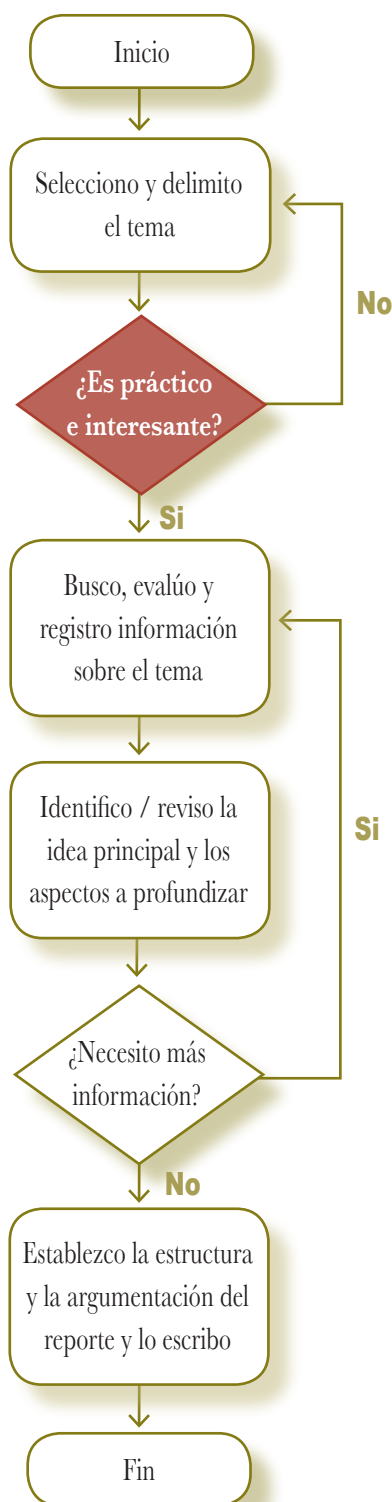 Inicio
Selecciono y delimito
el tema
No
¿Es práctico
e interesante?
Si
Busco, evalúo y
registro información
sobre el tema
Identifico / reviso la
idea principal y los
aspectos a profundizar
Si
¿Necesito más
información?
No
Establezco la estructura
y la argumentación del
reporte y lo escribo
Fin